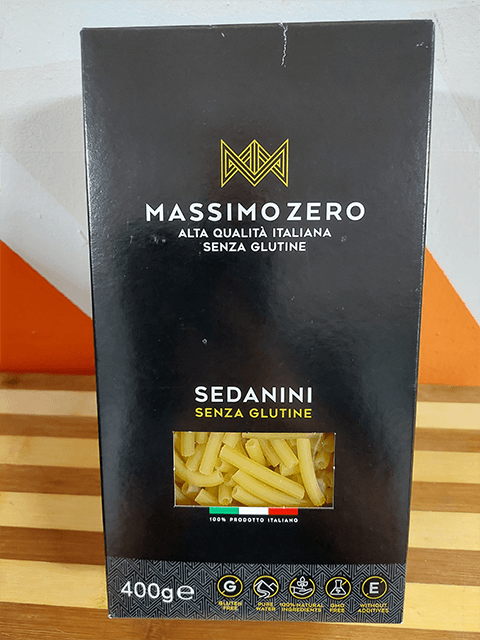 MASSIMO ZERO
ALTA QUALITÀ ITALIANA
SENZA GLUTINE
SEDANINI
SENZA GLUTINE
100% PRODOTTO ITALIANO
400g℮
G
GLUTEN FREE
PURE WATER
100% NATURAL INGREDIENTS
GMO FREE
E
WITHOUT ADDITIVES